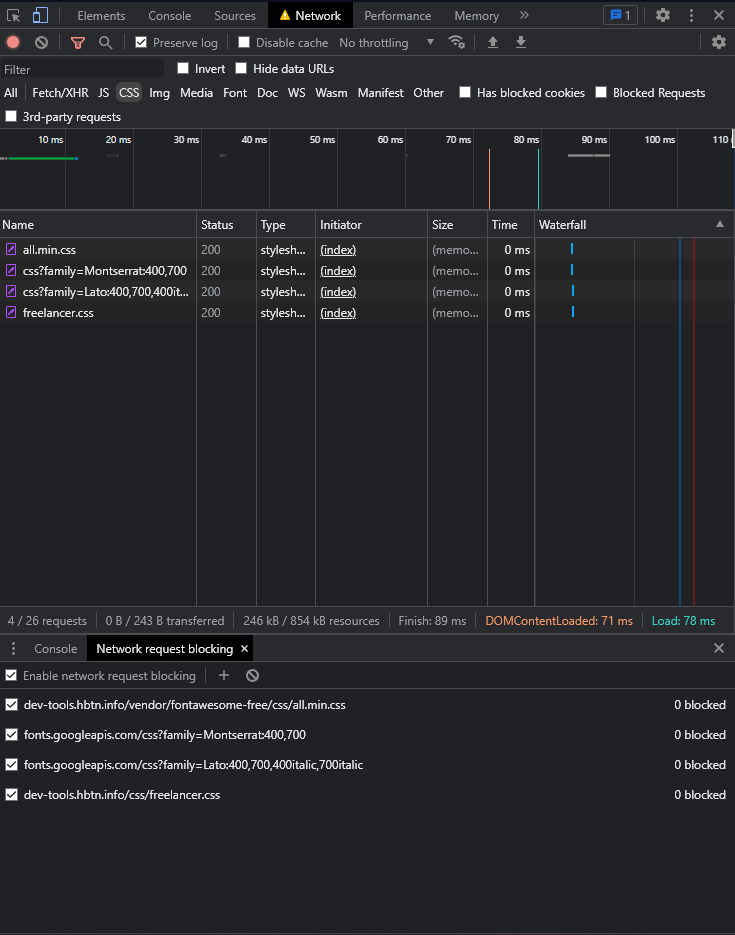 Elements Console Sources Network Performance Memory » 1
Preserve log Disable cache No throttling
Filter Invert Hide data URLs
All Fetch/XHR JS CSS Img Media Font Doc WS Wasm Manifest Other Has blocked cookies Blocked Requests
3rd-party requests
10 ms 20 ms 30 ms 40 ms 50 ms 60 ms 70 ms 80 ms 90 ms 100 ms 110
Name Status Type Initiator Size Time Waterfall
all.min.css 200 stylesh... (index) (memo... 0 ms
css?family=Montserrat:400,700 200 stylesh... (index) (memo... 0 ms
css?family=Lato:400,700,400it... 200 stylesh... (index) (memo... 0 ms
freelancer.css 200 stylesh... (index) (memo... 0 ms
4 / 26 requests 0 B / 243 B transferred 246 kB / 854 kB resources Finish: 89 ms DOMContentLoaded: 71 ms Load: 78 ms
Console Network request blocking ×
Enable network request blocking
dev-tools.hbtn.info/vendor/fontawesome-free/css/all.min.css 0 blocked
fonts.googleapis.com/css?family=Montserrat:400,700 0 blocked
fonts.googleapis.com/css?family=Lato:400,700,400italic,700italic 0 blocked
dev-tools.hbtn.info/css/freelancer.css 0 blocked